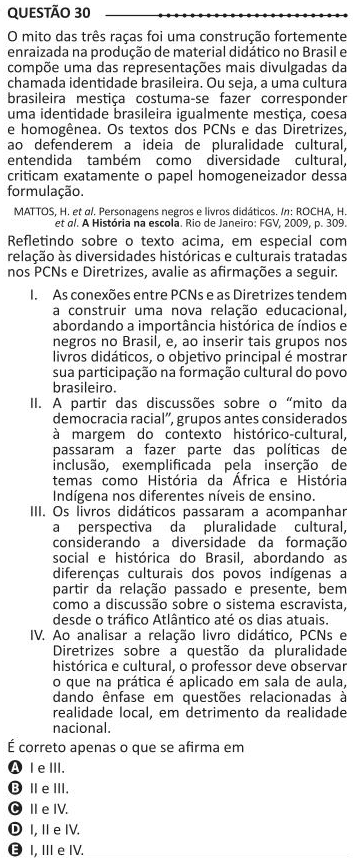 QUESTÃO 30
O mito das três raças foi uma construção fortemente
enraizada na produção de material didático no Brasil e
compõe uma das representações mais divulgadas da
chamada identidade brasileira. Ou seja, a uma cultura
brasileira mestiça costuma-se fazer corresponder
uma identidade brasileira igualmente mestiça, coesa
e homogênea. Os textos dos PCNs e das Diretrizes,
ao defenderem a ideia de pluralidade cultural,
entendida também como diversidade cultural,
criticam exatamente o papel homogeneizador dessa
formulação.
MATTOS, H. et al. Personagens negros e livros didáticos. In: ROCHA, H.
et al. A História na escola. Rio de Janeiro: FGV, 2009, p. 309.
Refletindo sobre o texto acima, em especial com
relação às diversidades históricas e culturais tratadas
nos PCNs e Diretrizes, avalie as afirmações a seguir.
I. As conexões entre PCNs e as Diretrizes tendem
a construir uma nova relação educacional,
abordando a importância histórica de índios e
negros no Brasil, e, ao inserir tais grupos nos
livros didáticos, o objetivo principal é mostrar
sua participação na formação cultural do povo
brasileiro.
II. A partir das discussões sobre o “mito da
democracia racial”, grupos antes considerados
à margem do contexto histórico-cultural,
passaram a fazer parte das políticas de
inclusão, exemplificada pela inserção de
temas como História da África e História
Indígena nos diferentes níveis de ensino.
III. Os livros didáticos passaram a acompanhar
a perspectiva da pluralidade cultural,
considerando a diversidade da formação
social e histórica do Brasil, abordando as
diferenças culturais dos povos indígenas a
partir da relação passado e presente, bem
como a discussão sobre o sistema escravista,
desde o tráfico Atlântico até os dias atuais.
IV. Ao analisar a relação livro didático, PCNs e
Diretrizes sobre a questão da pluralidade
histórica e cultural, o professor deve observar
o que na prática é aplicado em sala de aula,
dando ênfase em questões relacionadas à
realidade local, em detrimento da realidade
nacional.
É correto apenas o que se afirma em
A I e III.
B II e III.
C II e IV.
D I, II e IV.
E I, III e IV.